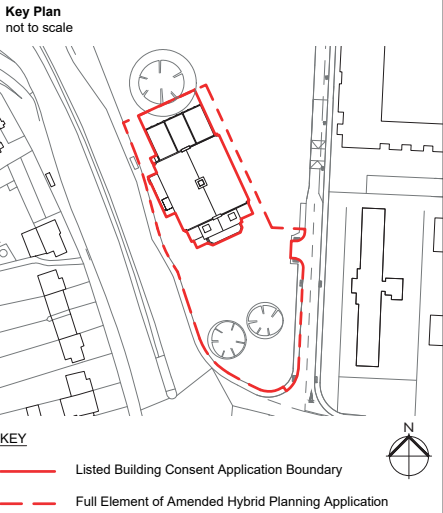 Key Plan
not to scale
KEY
N
Listed Building Consent Application Boundary
Full Element of Amended Hybrid Planning Application